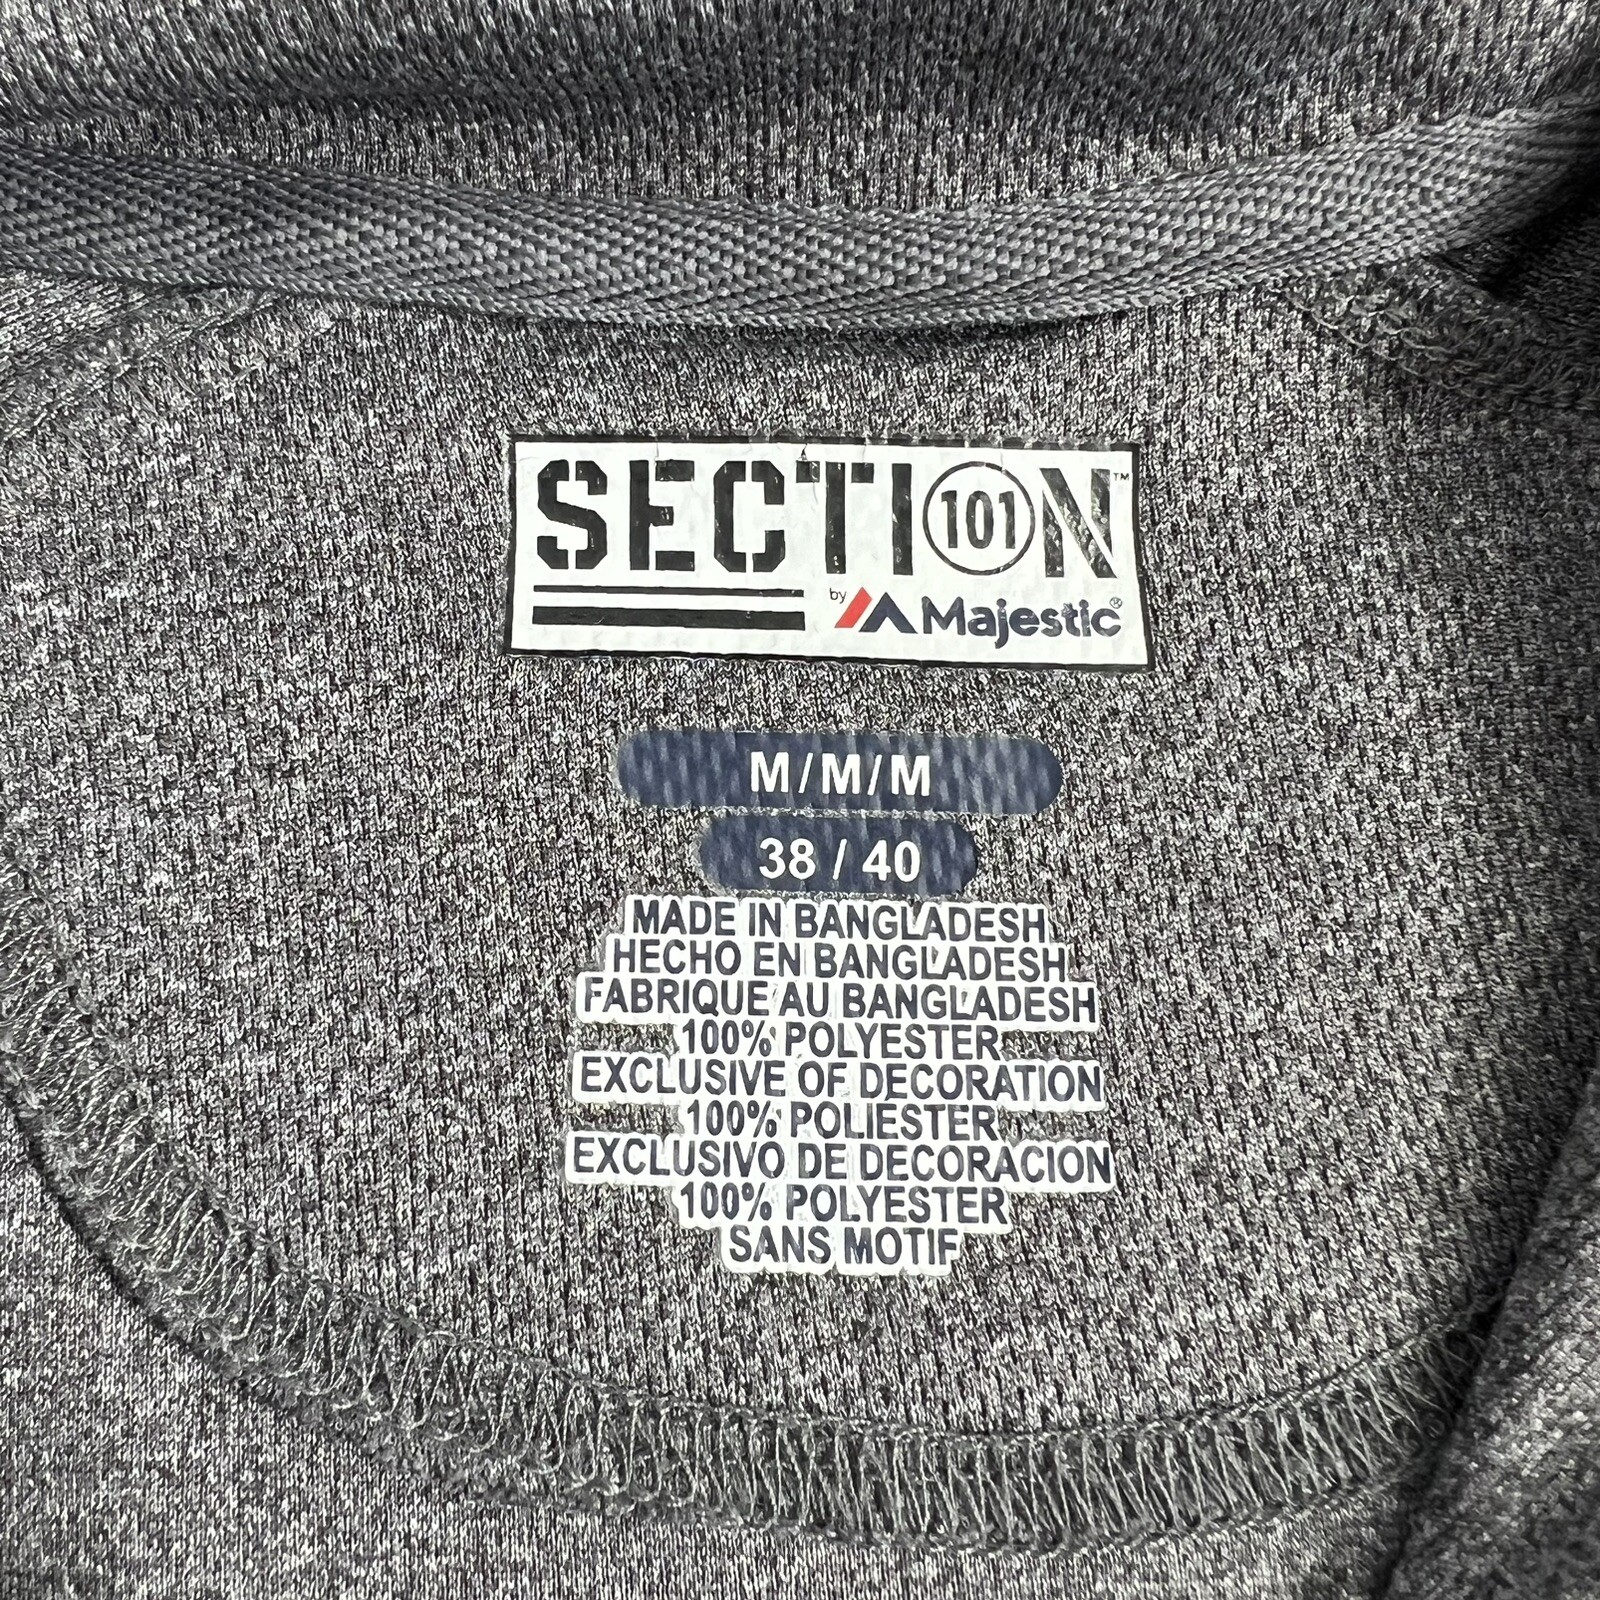 SECTI101N™
by Majestic®
M/M/M
38 / 40
MADE IN BANGLADESH
HECHO EN BANGLADESH
FABRIQUE AU BANGLADESH
100% POLYESTER
EXCLUSIVE OF DECORATION
100% POLIÉSTER
EXCLUSIVO DE DECORACION
100% POLYESTER
SANS MOTIF